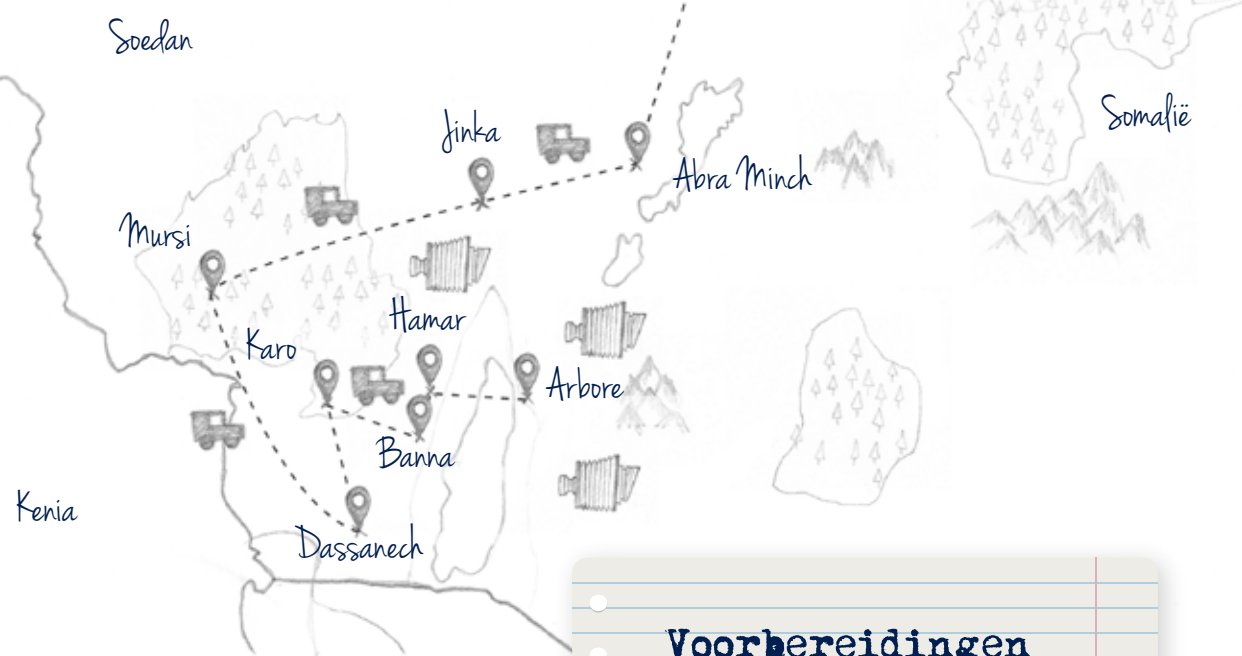 Soedan
Somalië
Jinka
Abra Minch
Mursi
Hamar
Karo
Arbore
Banna
Kenia
Dassanech
Voorbereidingen